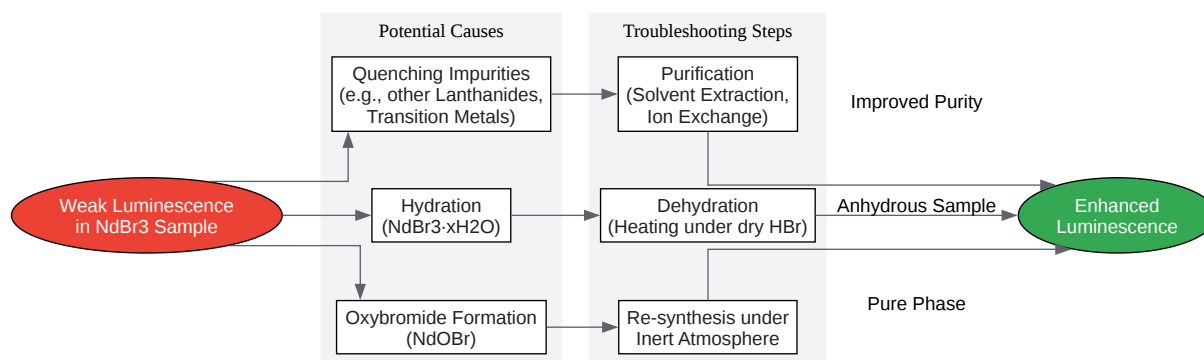 Potential Causes
Troubleshooting Steps
Quenching Impurities
(e.g., other Lanthanides,
Transition Metals)
Purification
(Solvent Extraction,
Ion Exchange)
Improved Purity
Weak Luminescence
in NdBr3 Sample
Hydration
(NdBr3·xH2O)
Dehydration
(Heating under dry HBr)
Anhydrous Sample
Enhanced
Luminescence
Oxybromide Formation
(NdOBr)
Re-synthesis under
Inert Atmosphere
Pure Phase